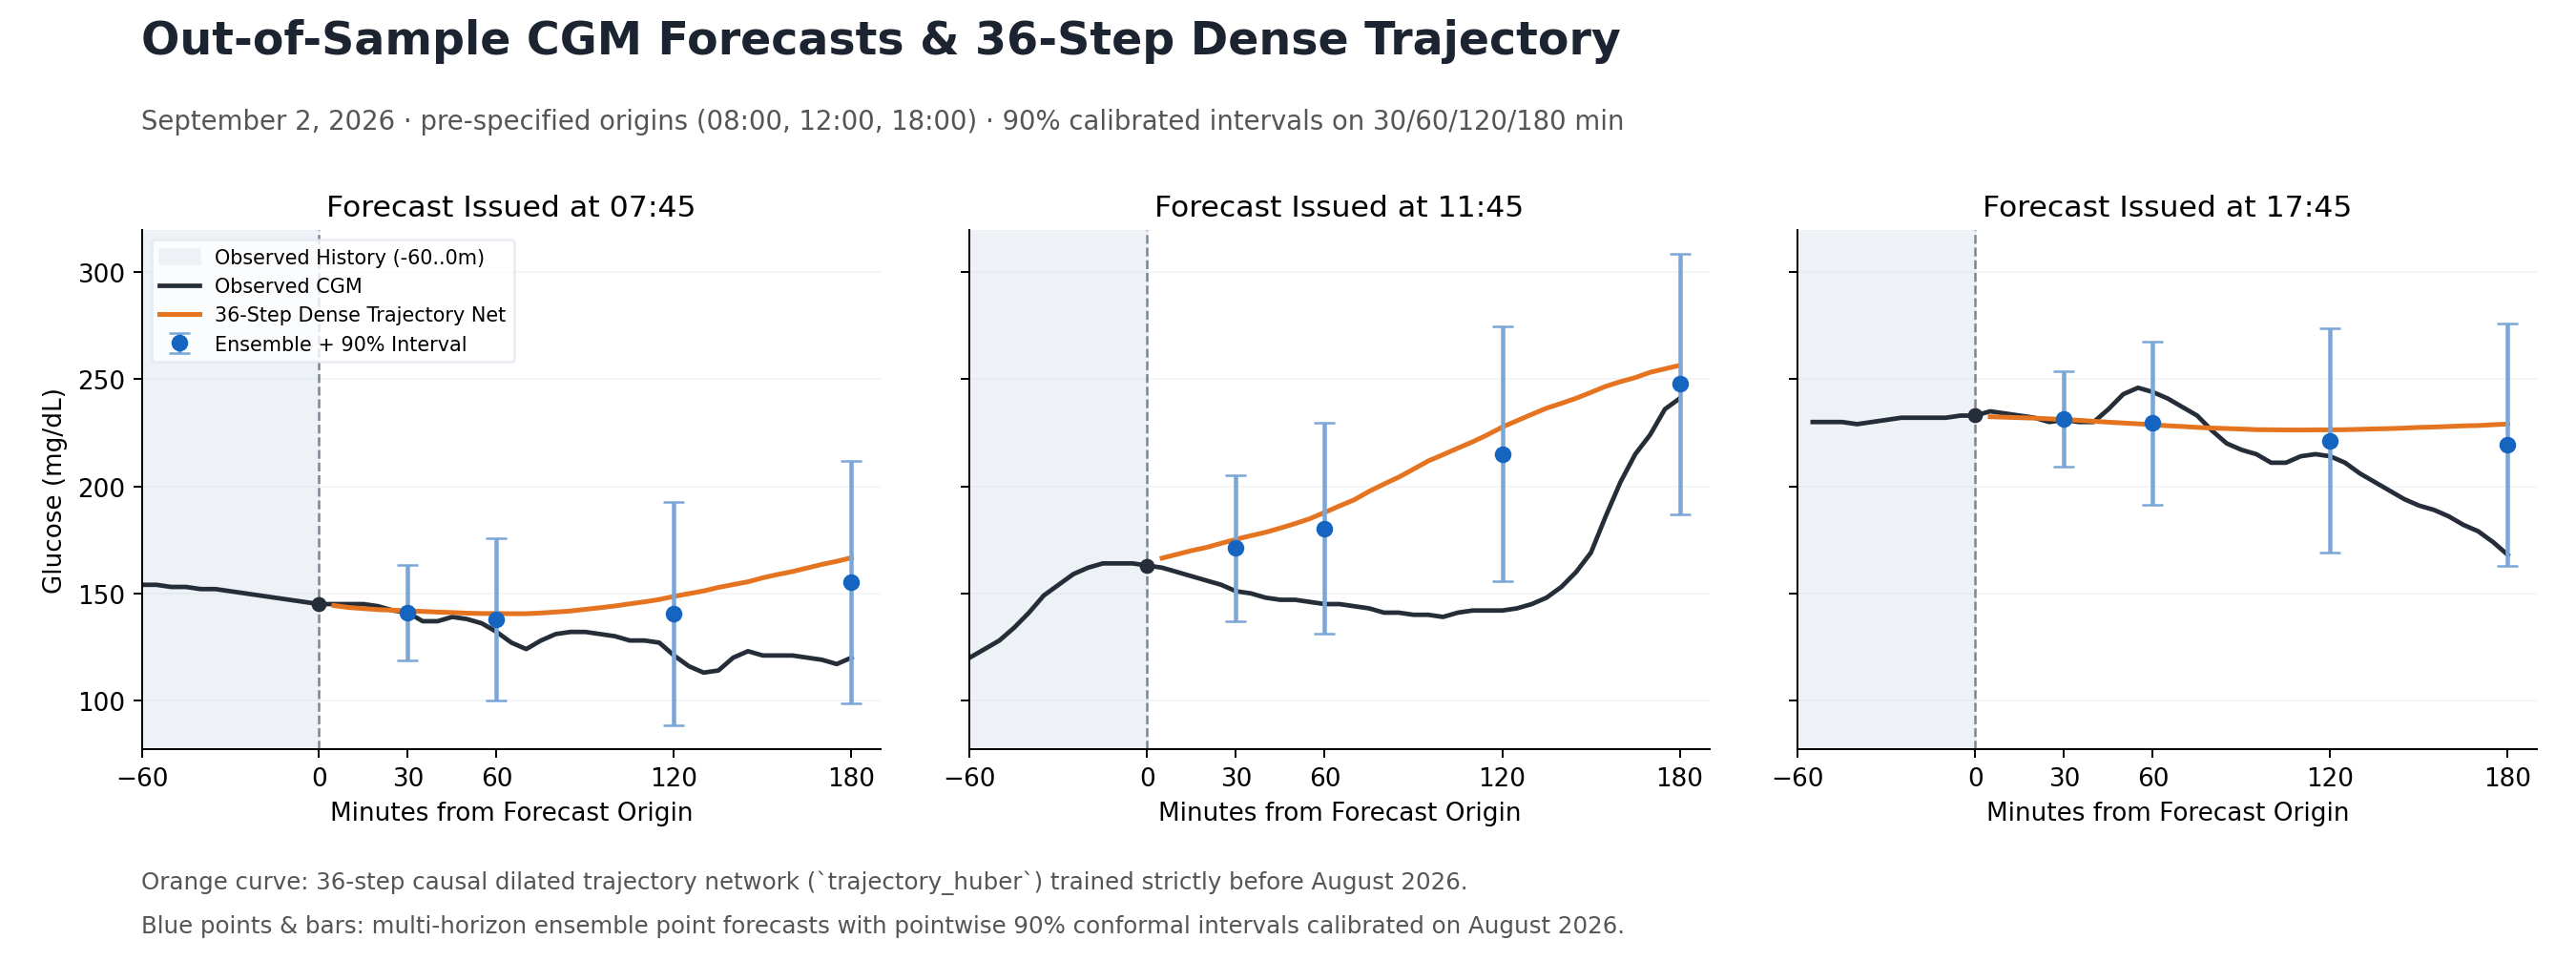 Out-of-Sample CGM Forecasts & 36-Step Dense Trajectory
September 2, 2026 · pre-specified origins (08:00, 12:00, 18:00) · 90% calibrated intervals on 30/60/120/180 min
Forecast Issued at 07:45
Observed History (-60..0m)
Observed CGM
36-Step Dense Trajectory Net
Ensemble + 90% Interval
Glucose (mg/dL)
300
250
200
150
100
−60 0 30 60 120 180
Minutes from Forecast Origin
Forecast Issued at 11:45
−60 0 30 60 120 180
Minutes from Forecast Origin
Forecast Issued at 17:45
−60 0 30 60 120 180
Minutes from Forecast Origin
Orange curve: 36-step causal dilated trajectory network (`trajectory_huber`) trained strictly before August 2026.
Blue points & bars: multi-horizon ensemble point forecasts with pointwise 90% conformal intervals calibrated on August 2026.